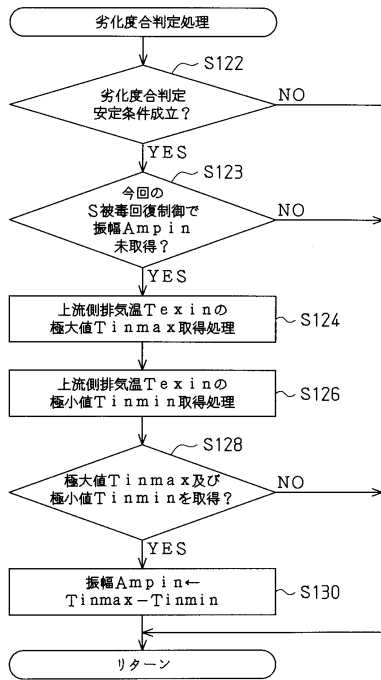 劣化度合判定処理
S122
劣化度合判定
安定条件成立？
NO
YES
S123
今回の
S被毒回復制御で
振幅Ampin
未取得？
NO
YES
上流側排気温Texinの
極大値Tinmax取得処理
S124
上流側排気温Texinの
極小値Tinmin取得処理
S126
S128
極大値Tinmax及び
極小値Tinminを取得？
NO
YES
振幅Ampin←
Tinmax－Tinmin
S130
リターン